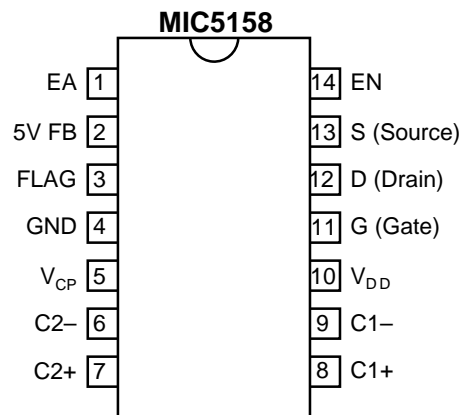 MIC5158
EA 1 14 EN
5V FB 2 13 S (Source)
FLAG 3 12 D (Drain)
GND 4 11 G (Gate)
VCP 5 10 VDD
C2– 6 9 C1–
C2+ 7 8 C1+